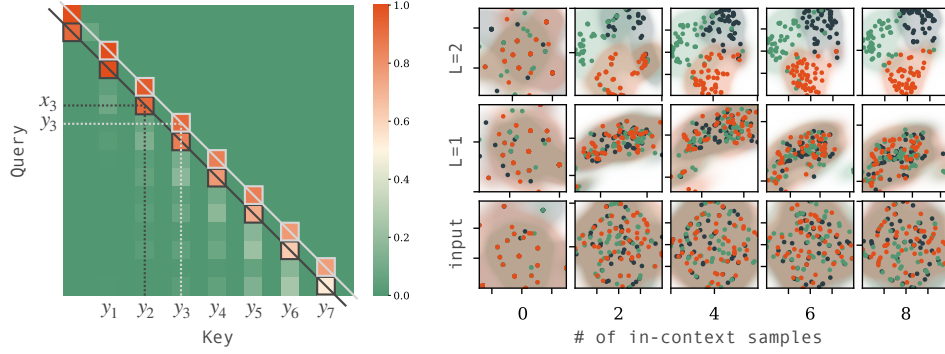 1.0
0.8
0.6
0.4
0.2
0.0
Query
x3
y3
y1 y2 y3 y4 y5 y6 y7
Key
L=2
L=1
input
0 2 4 6 8
# of in-context samples